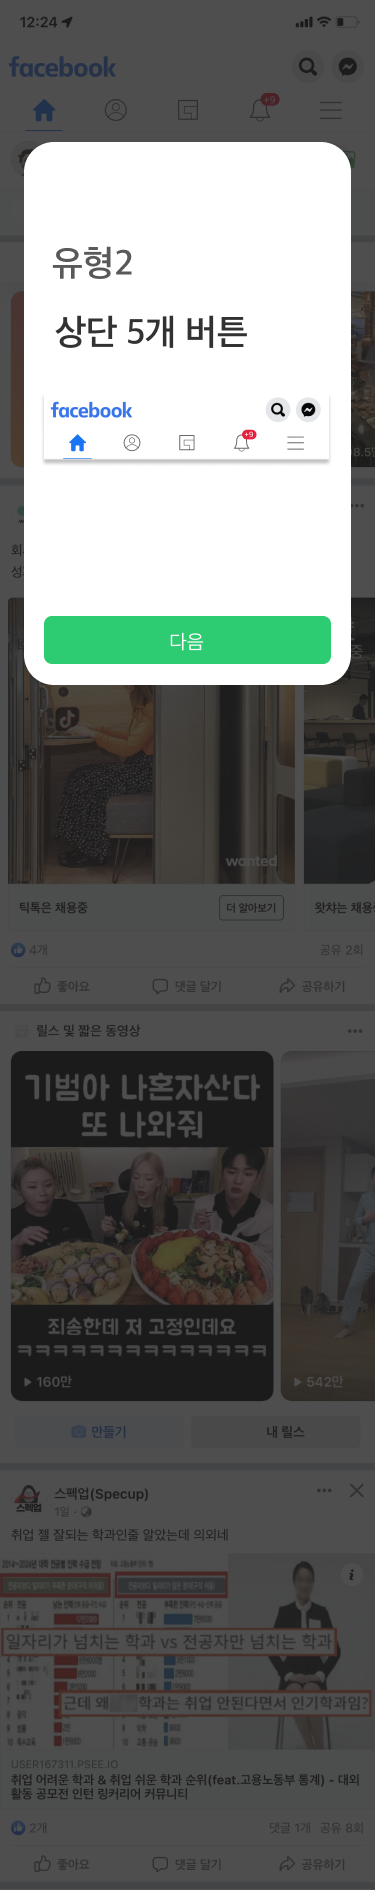 12:24
facebook
+9
유형2
상단 5개 버튼
facebook
+9
다음
wanted
틱톡은 채용중
더 알아보기
왓챠는 채용
4개
공유 2회
좋아요
댓글 달기
공유하기
릴스 및 짧은 동영상
기범아 나혼자산다
또 나와줘
죄송한데 저 고정인데요
ㅋㅋㅋㅋㅋㅋㅋㅋㅋㅋㅋㅋㅋㅋㅋ
160만
542만
만들기
내 릴스
스펙업
스펙업(Specup)
1일
취업 젤 잘되는 학과인줄 알았는데 의외네
일자리가 넘치는 학과 vs 전공자만 넘치는 학과
근데 왜 학과는 취업 안된다면서 인기학과임?
USER167311.PSEE.IO
취업 어려운 학과 & 취업 쉬운 학과 순위(feat.고용노동부 통계) - 대외
활동 공모전 인턴 링커리어 커뮤니티
2개
댓글 1개
공유 8회
좋아요
댓글 달기
공유하기